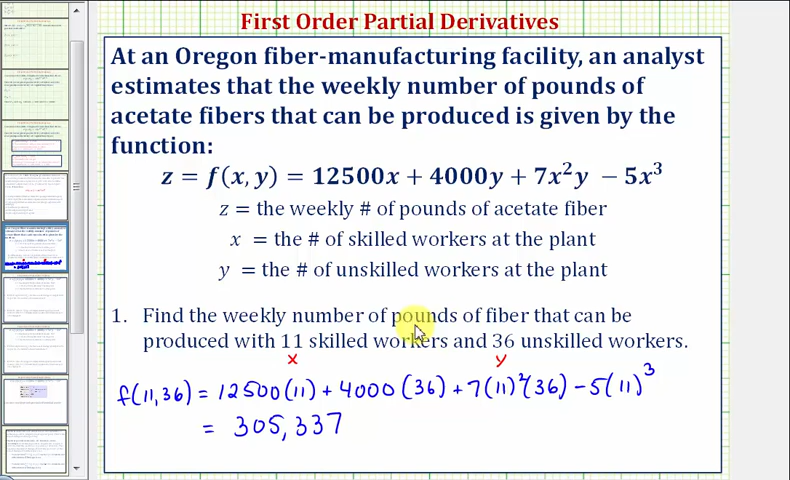 First Order Partial Derivatives
At an Oregon fiber-manufacturing facility, an analyst
estimates that the weekly number of pounds of
acetate fibers that can be produced is given by the
function:
z = f(x, y) = 12500x + 4000y + 7x²y − 5x³
z = the weekly # of pounds of acetate fiber
x = the # of skilled workers at the plant
y = the # of unskilled workers at the plant
1. Find the weekly number of pounds of fiber that can be
produced with 11 skilled workers and 36 unskilled workers.
x y
f(11,36) = 12500(11) + 4000(36) + 7(11)²(36) − 5(11)³
= 305,337